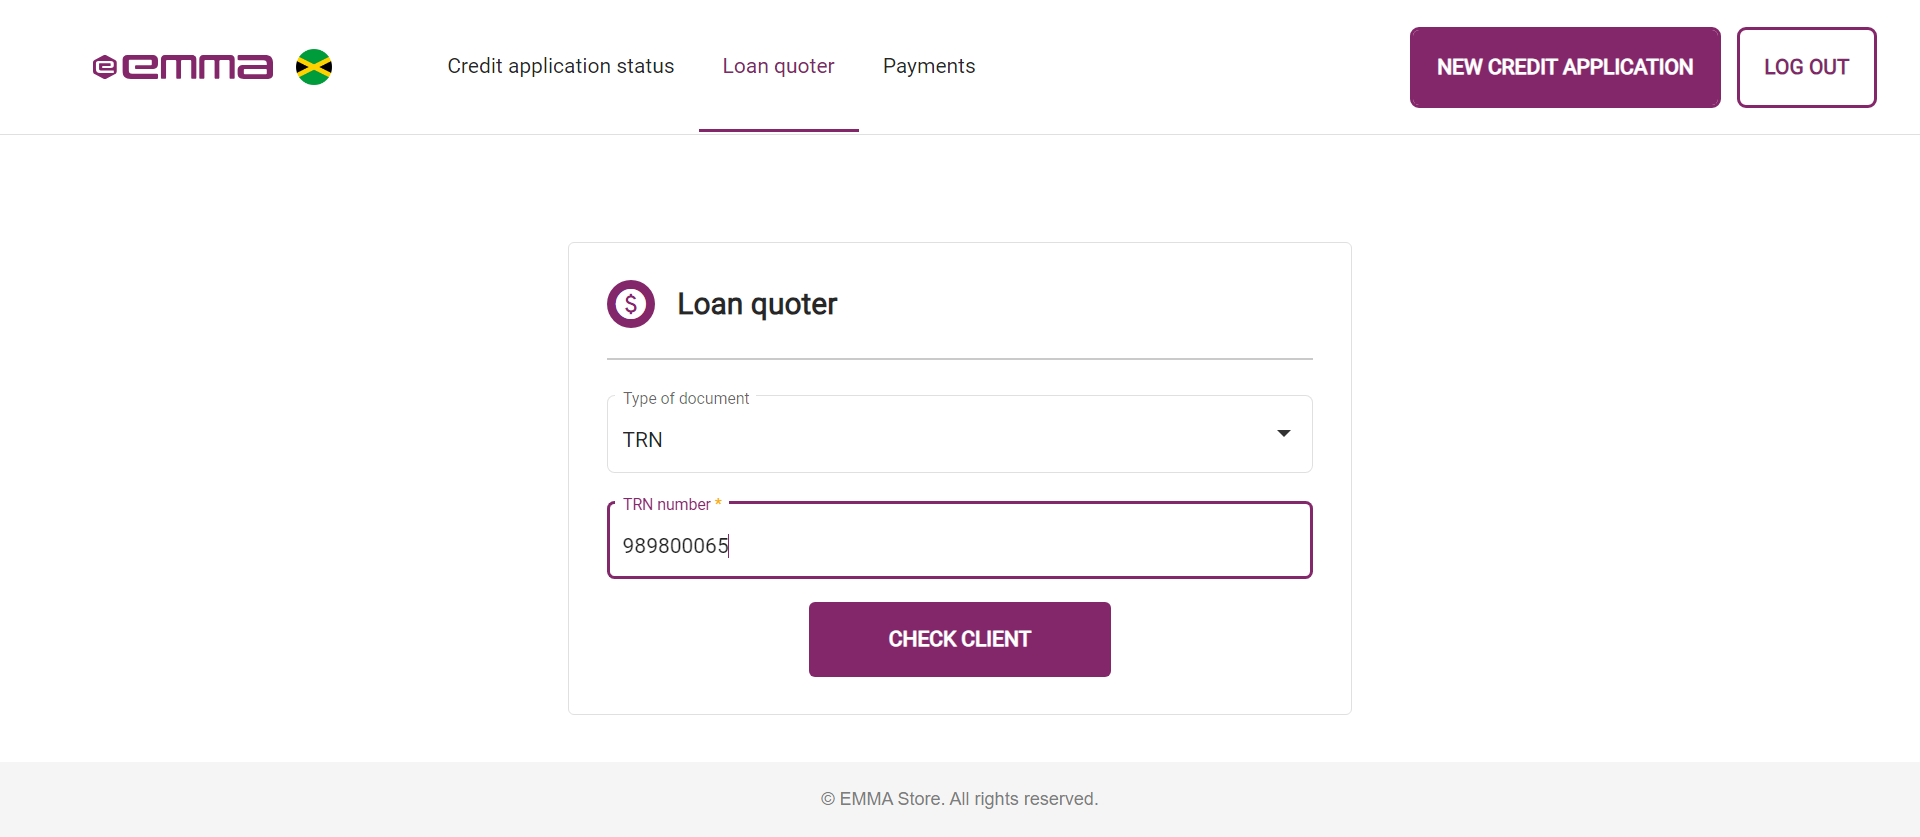 emma
Credit application status
Loan quoter
Payments
NEW CREDIT APPLICATION
LOG OUT
$
Loan quoter
Type of document
TRN
TRN number *
989800065
CHECK CLIENT
© EMMA Store. All rights reserved.